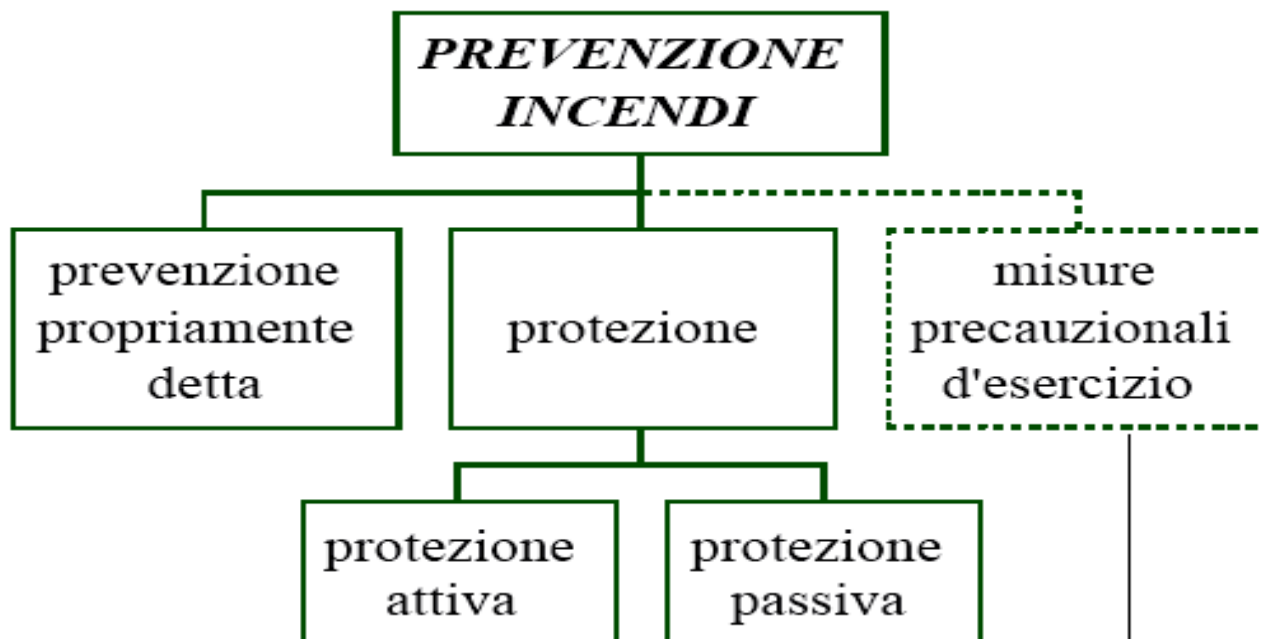 PREVENZIONE
INCENDI
prevenzione
propriamente
detta
protezione
misure
precauzionali
d'esercizio
protezione
attiva
protezione
passiva